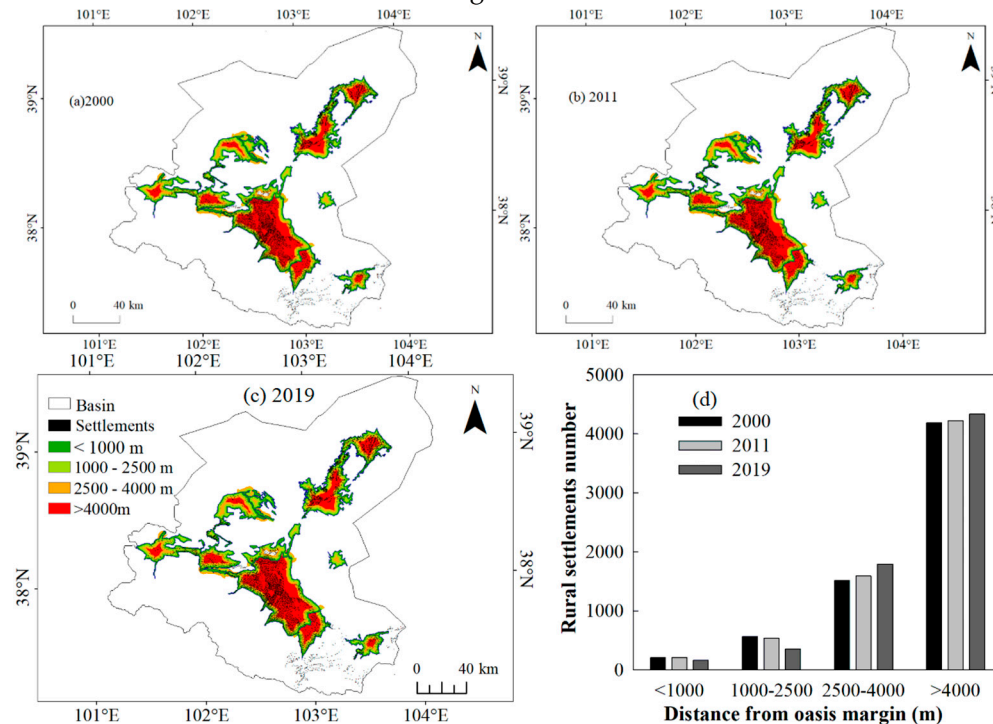 101°E 102°E 103°E 104°E 101°E 102°E 103°E 104°E
N N
39°N 39°N 39°N
(a)2000 (b) 2011
38°N 38°N 38°N
0 40 km 0 40 km
101°E 102°E 103°E 104°E 101°E 102°E 103°E 104°E
101°E 102°E 103°E 104°E
(c) 2019
N
Basin
Settlements
< 1000 m
1000 - 2500 m
2500 - 4000 m
>4000m
39°N 39°N
38°N 38°N
0 40 km
101°E 102°E 103°E 104°E
(d)
2000
2011
2019
5000
4000
3000
2000
1000
0
Rural settlements number
<1000 1000-2500 2500-4000 >4000
Distance from oasis margin (m)